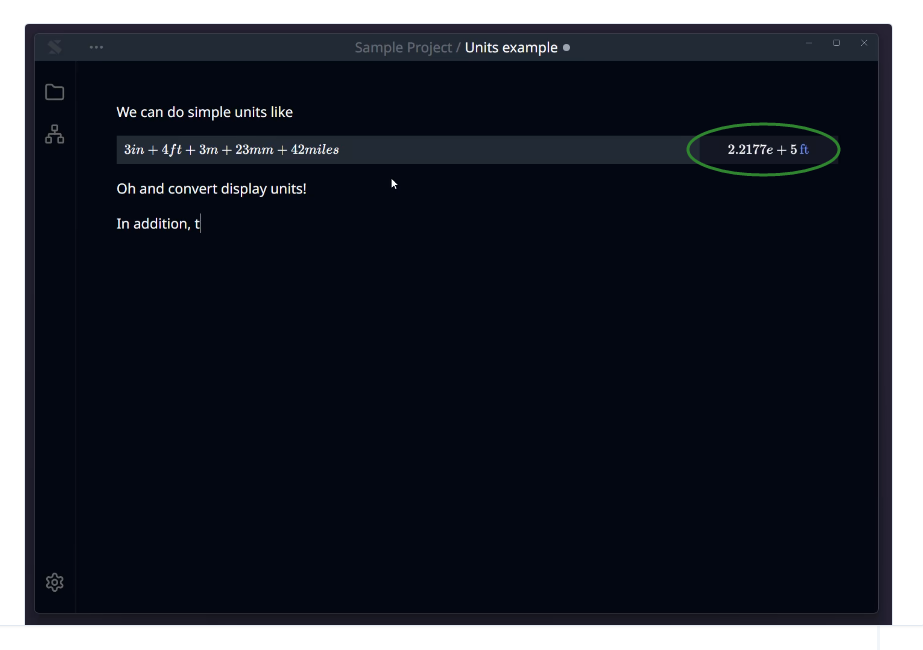 Sample Project / Units example
We can do simple units like
3in + 4ft + 3m + 23mm + 42miles 2.2177e + 5 ft
Oh and convert display units!
In addition, t